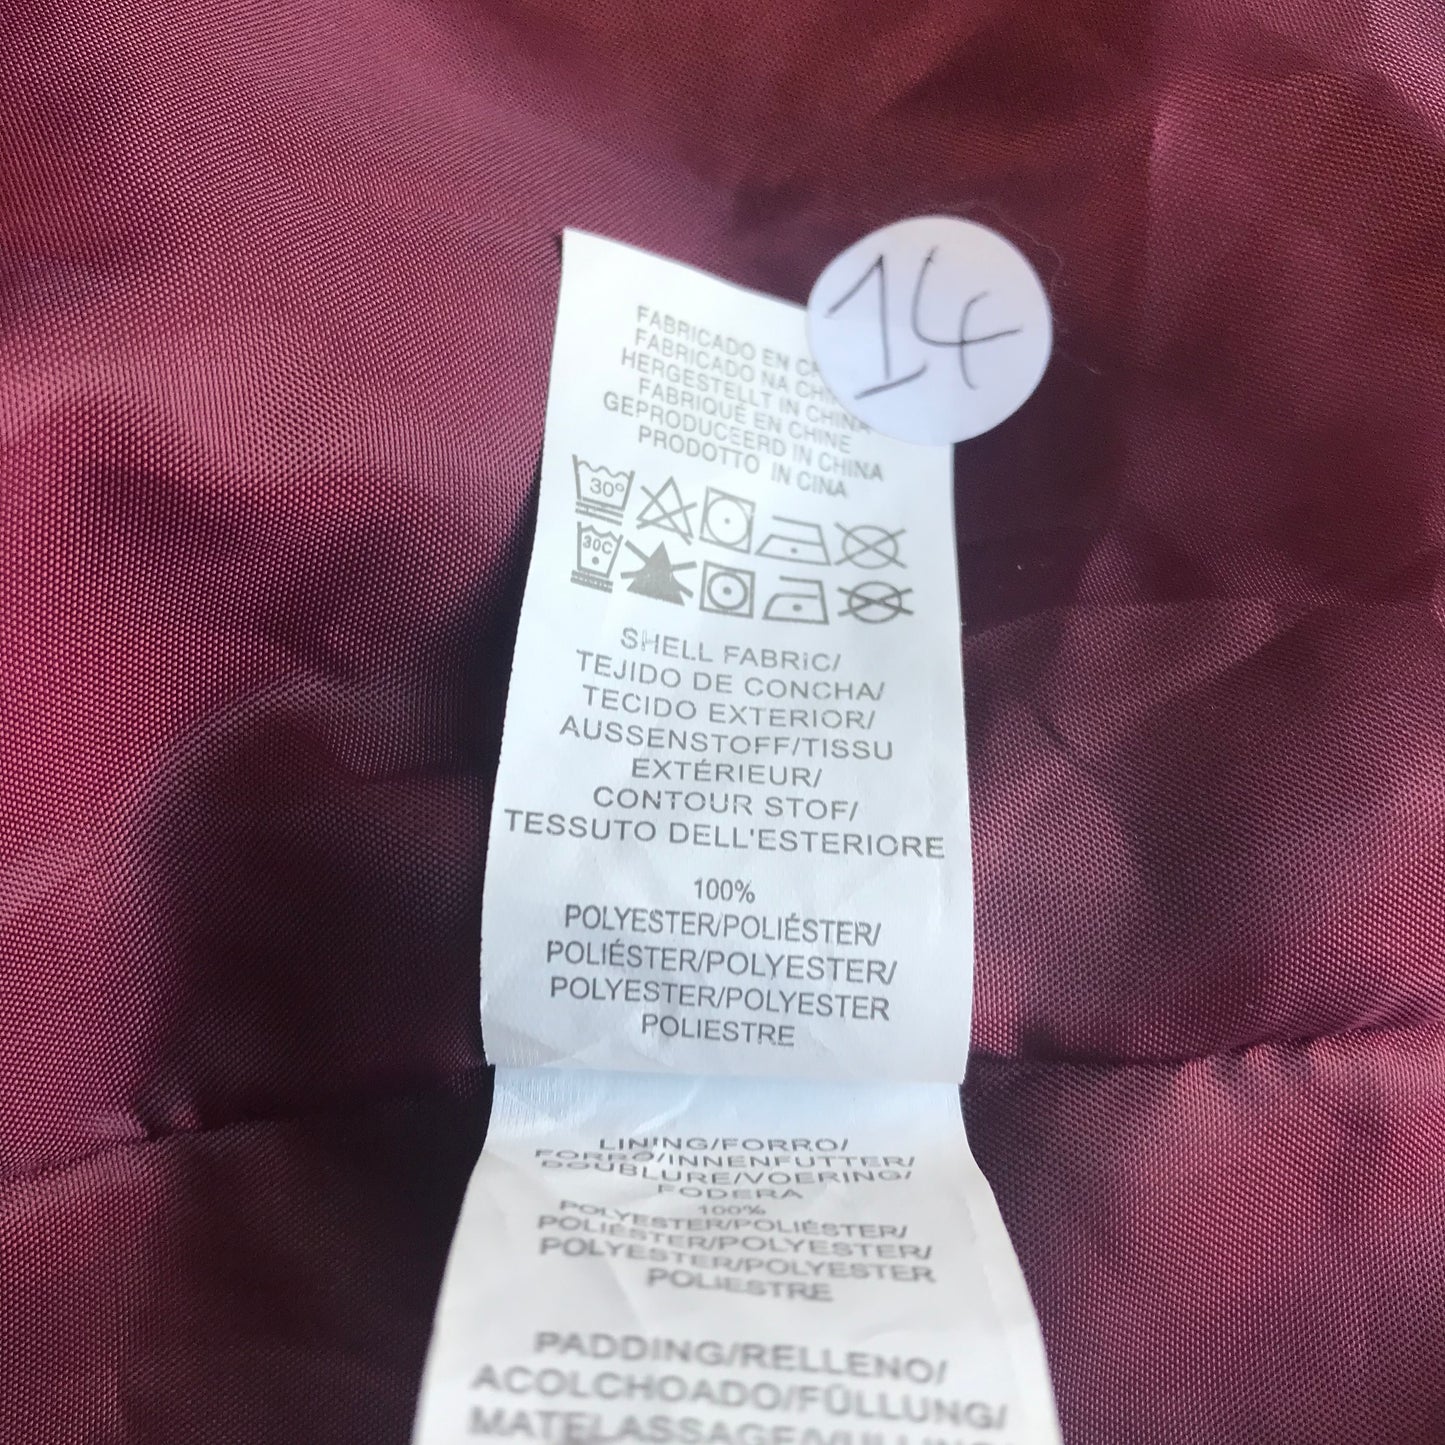 14
FABRICADO EN
FABRICADO NA
HERGESTELLT IN CHINA
FABRIQUÉ EN CHINE
GEPRODUCEERD IN CHINA
PRODOTTO IN CINA
30°
30C
SHELL FABRIC/
TEJIDO DE CONCHA/
TECIDO EXTERIOR/
AUSSENSTOFF/TISSU
EXTÉRIEUR/
CONTOUR STOF/
TESSUTO DELL'ESTERIORE
100%
POLYESTER/POLIÉSTER/
POLIÉSTER/POLYESTER/
POLYESTER/POLYESTER
POLIESTRE
LINING/FORRO/
FORRO/INNENFUTTER/
DOUBLURE/VOERING/
FODERA
100%
POLYESTER/POLIÉSTER/
POLIÉSTER/POLYESTER/
POLYESTER/POLYESTER
POLIESTRE
PADDING/RELLENO/
ACOLCHOADO/FÜLLUNG/
MATELASSAGE/VULLING